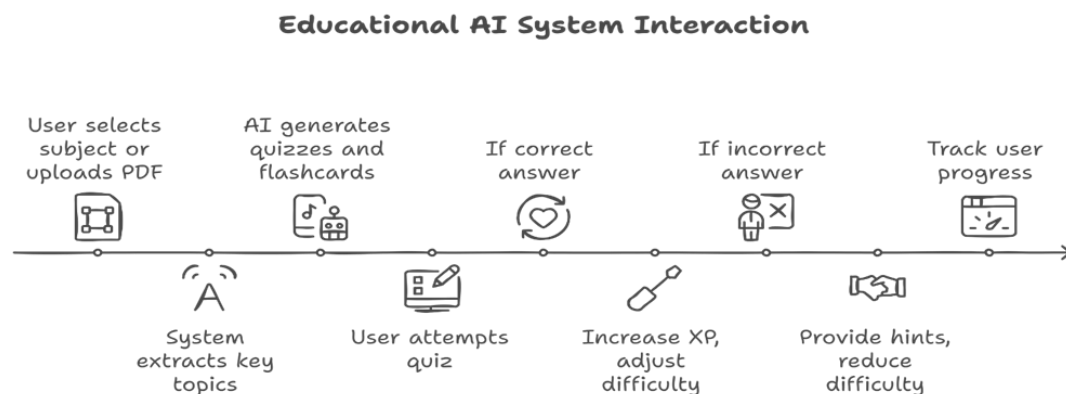 Educational AI System Interaction
User selects
subject or
uploads PDF
System
extracts key
topics
AI generates
quizzes and
flashcards
User attempts
quiz
If correct
answer
Increase XP,
adjust
difficulty
If incorrect
answer
Provide hints,
reduce
difficulty
Track user
progress